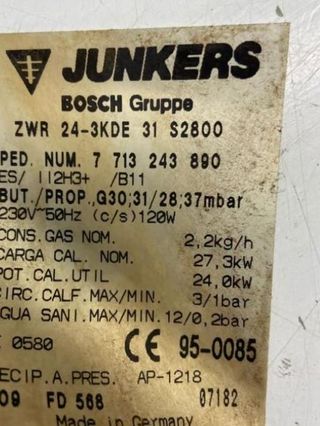 JUNKERS
BOSCH Gruppe
ZWR 24-3KDE 31 S2800
PED. NUM. 7 713 243 890
ES/ II2H3+ /B11
BUT./PROP.,G30;31/28;37mbar
230V~50Hz (c/s)120W
CONS.GAS NOM. 2,2kg/h
CARGA CAL. NOM. 27,3kW
POT.CAL.UTIL 24,0kW
CIRC.CALF.MAX/MIN. 3/1bar
GUA SANI.MAX/MIN. 12/0,2bar
0580 CE 95-0085
ECIP.A.PRES. AP-1218
09 FD 568 07182
Made in Germany